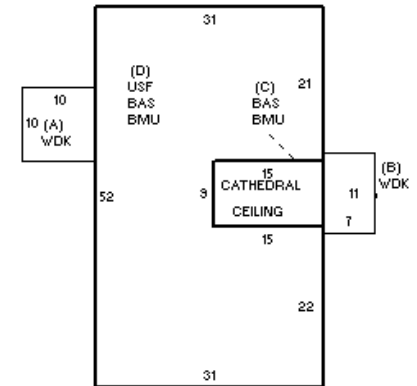 31
(D)
USF
BAS
BMU
(C)
BAS
BMU
21
10
10 (A)
WDK
15
CATHEDRAL
CEILING
9
15
52
11
7
(B)
WDK
22
31